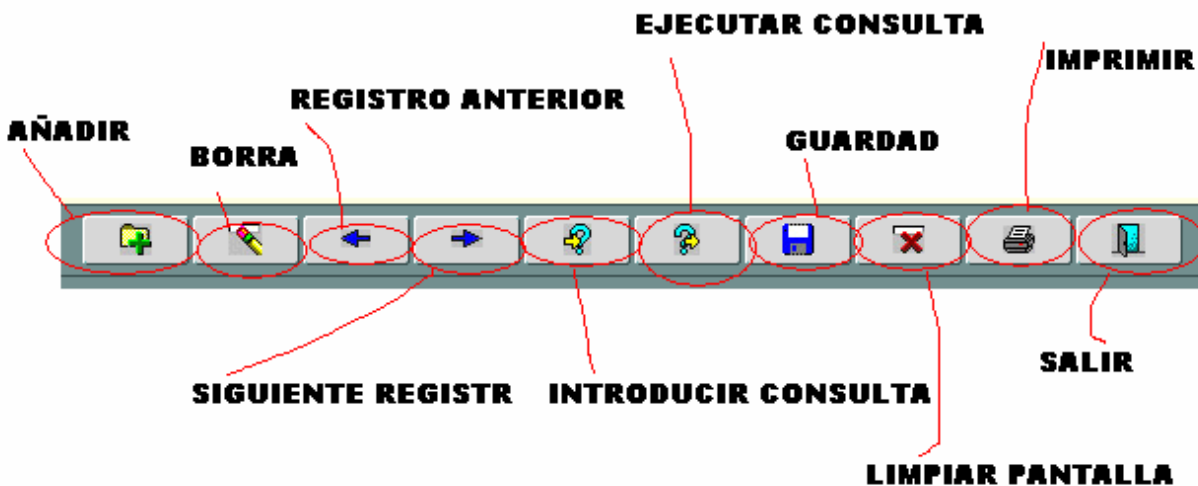 EJECUTAR CONSULTA
IMPRIMIR
REGISTRO ANTERIOR
AÑADIR
BORRA
GUARDAD
SALIR
SIGUIENTE REGISTR
INTRODUCIR CONSULTA
LIMPIAR PANTALLA